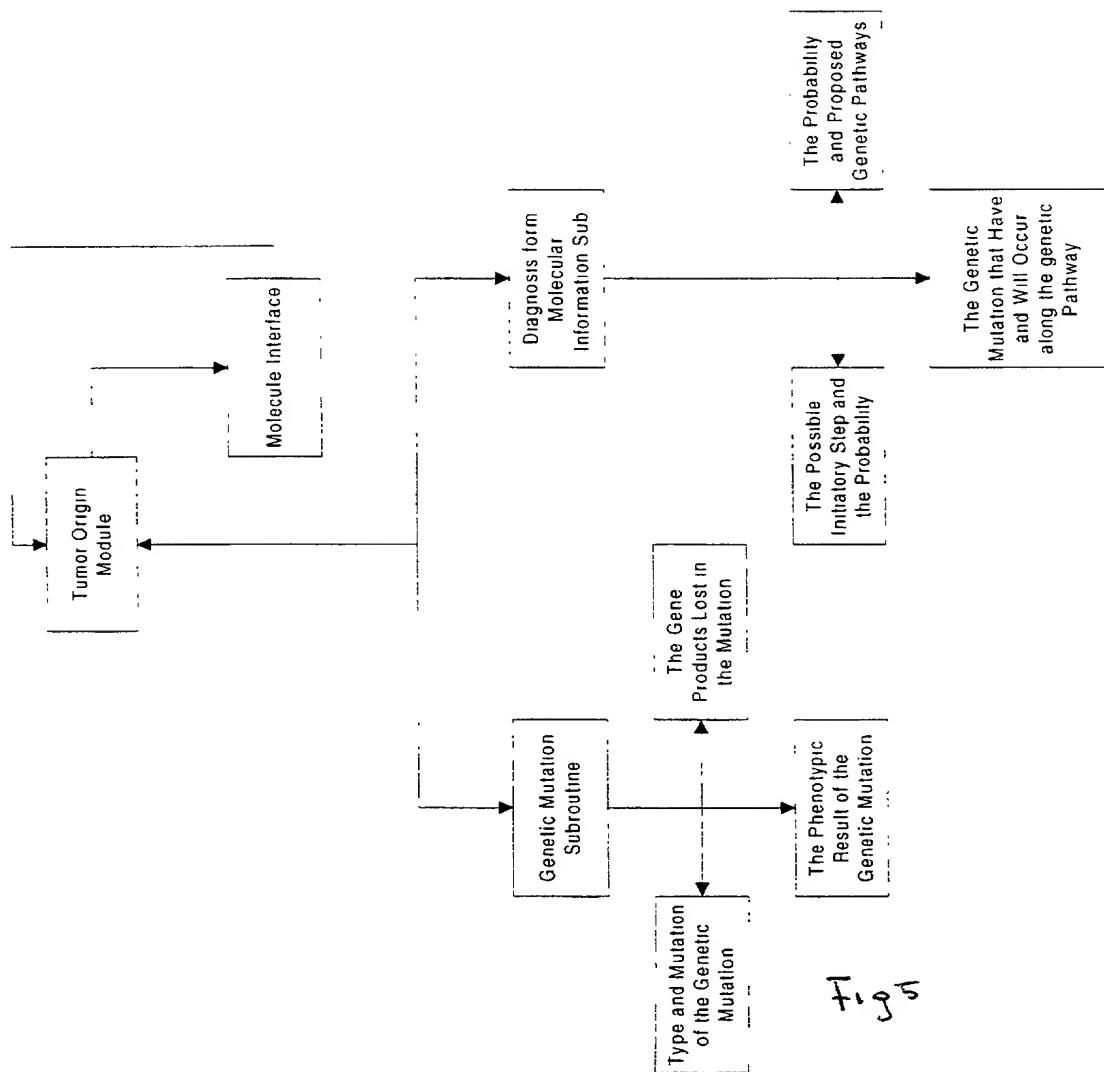 Tumor Origin
Module
Molecule Interface
Genetic Mutation
Subroutine
Diagnosis form
Molecular
Information Sub
Type and Mutation
of the Genetic
Mutation
The Gene
Products Lost in
the Mutation
The Phenotypic
Result of the
Genetic Mutation
The Possible
Initiatory Step and
the Probability
The Probability
and Proposed
Genetic Pathways
The Genetic
Mutation that Have
and Will Occur
along the genetic
Pathway
Fig 5